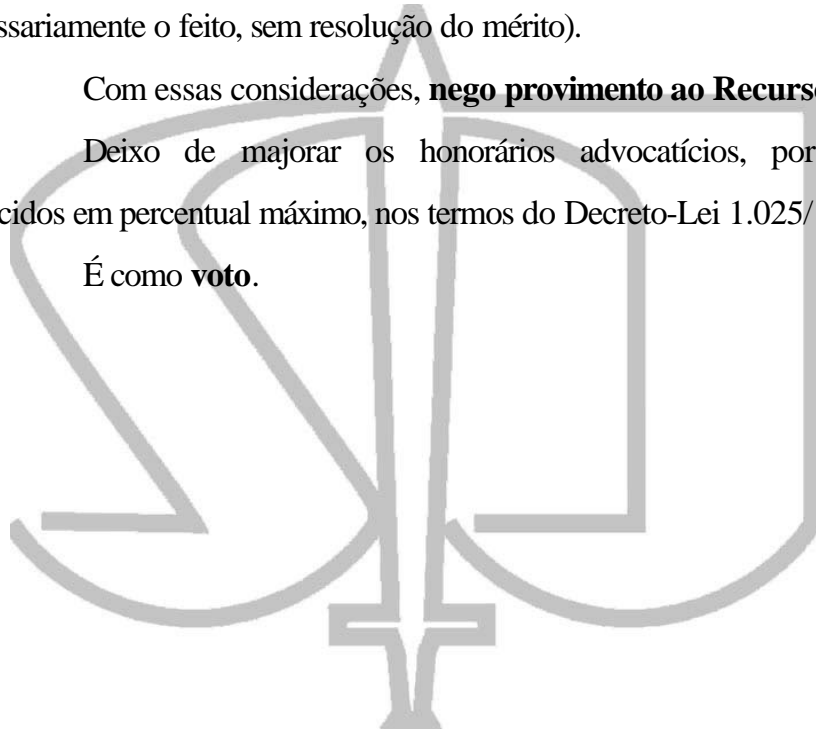 ssariamente o feito, sem resolução do mérito).
Com essas considerações, nego provimento ao Recurs
Deixo de majorar os honorários advocatícios, por
cidos em percentual máximo, nos termos do Decreto-Lei 1.025/
É como voto.